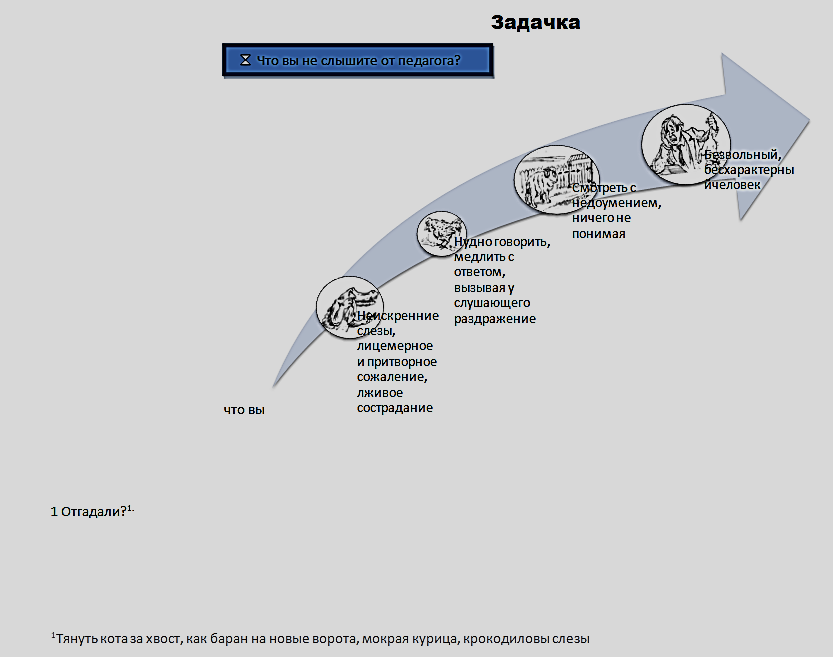 Задачка
Что вы не слышите от педагога?
Безвольный,
бесхарактерны
йчеловек
Смотреть с
недоумением,
ничего не
понимая
Нудно говорить,
медлить с
ответом,
вызывая у
слушающего
раздражение
Неискренние
слезы,
лицемерное
и притворное
сожаление,
лживое
сострадание
что вы
1 Отгадали?¹·
¹Тянуть кота за хвост, как баран на новые ворота, мокрая курица, крокодиловы слезы